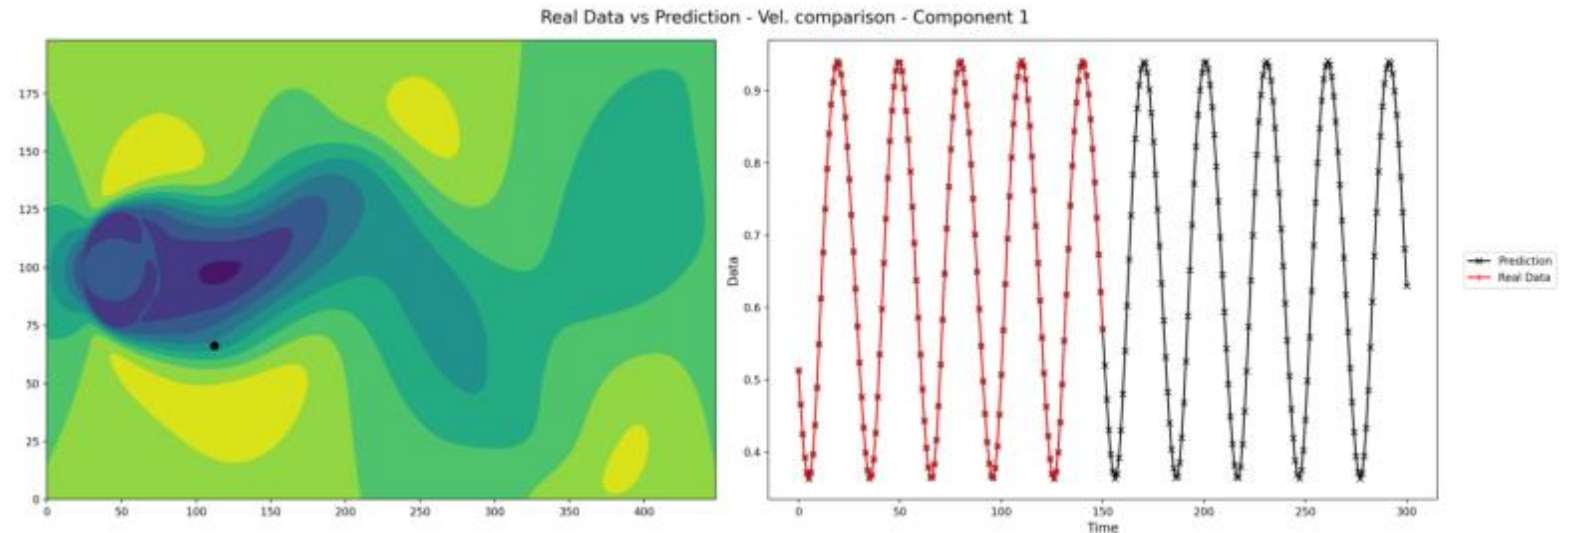 Real Data vs Prediction - Vel. comparison - Component 1
175
150
125
100
75
50
25
0
0 50 100 150 200 250 300 350 400
Data
0.9
0.8
0.7
0.6
0.5
0.4
0 50 100 150 200 250 300
Time
Prediction
Real Data